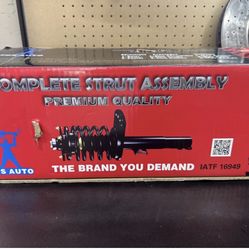 COMPLETE STRUT ASSEMBLY
PREMIUM QUALITY
S AUTO
THE BRAND YOU DEMAND
IATF 16949